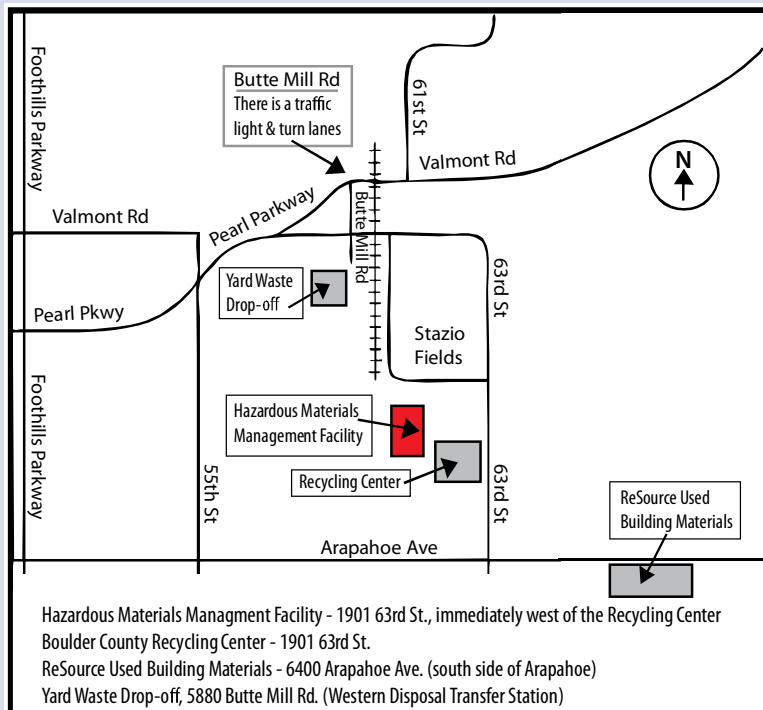 Foothills Parkway
Butte Mill Rd
There is a traffic
light & turn lanes
61st St
Valmont Rd
N
Valmont Rd
Pearl Parkway
Butte Mill Rd
63rd St
Yard Waste
Drop-off
Pearl Pkwy
Stazio
Fields
Foothills Parkway
Hazardous Materials
Management Facility
55th St
Recycling Center
63rd St
ReSource Used
Building Materials
Arapahoe Ave
Hazardous Materials Managment Facility - 1901 63rd St., immediately west of the Recycling Center
Boulder County Recycling Center - 1901 63rd St.
ReSource Used Building Materials - 6400 Arapahoe Ave. (south side of Arapahoe)
Yard Waste Drop-off, 5880 Butte Mill Rd. (Western Disposal Transfer Station)